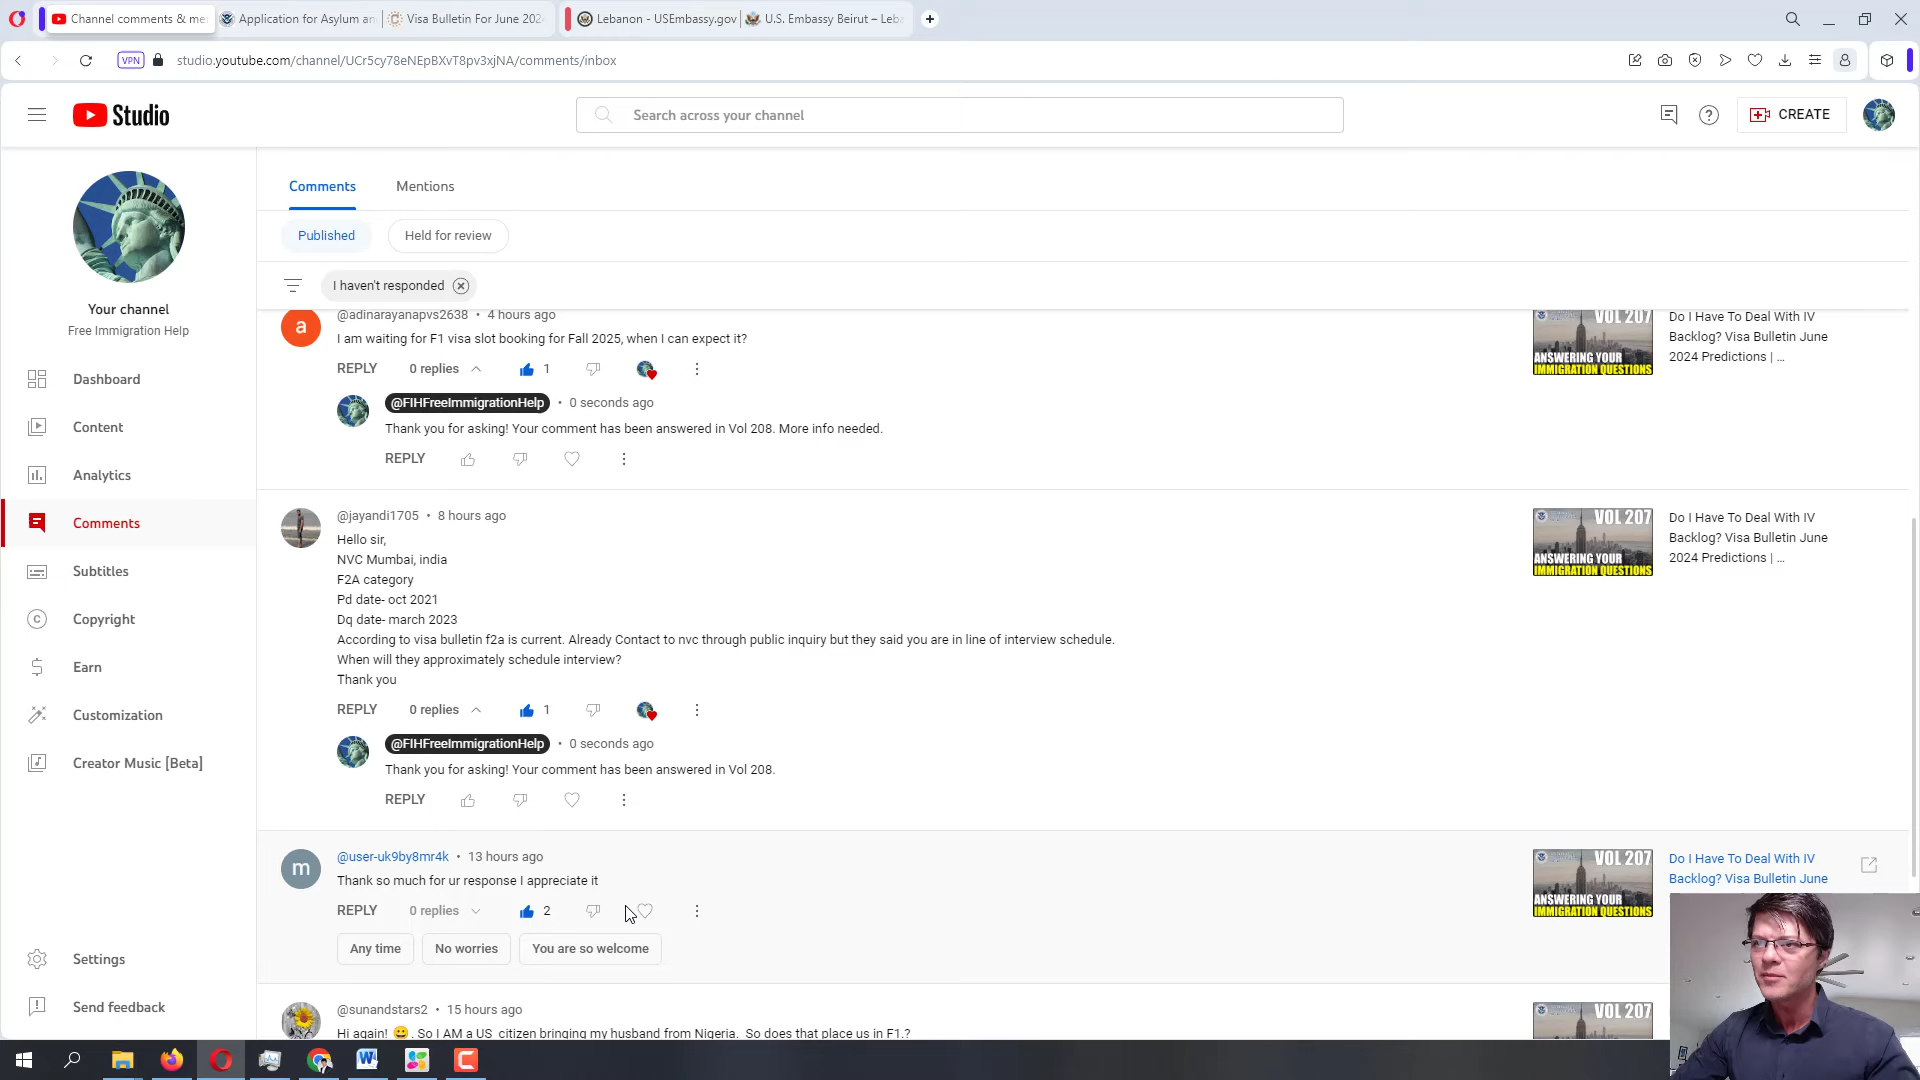 Channel comments & me
Application for Asylum an
Visa Bulletin For June 202
Lebanon - USEmbassy.gov
U.S. Embassy Beirut – Leba
VPN
studio.youtube.com/channel/UCr5cy78eNEpBXvT8pv3xjNA/comments/inbox
Studio
Search across your channel
CREATE
Your channel
Free Immigration Help
Dashboard
Content
Analytics
Comments
Subtitles
Copyright
Earn
Customization
Creator Music [Beta]
Settings
Send feedback
Comments
Mentions
Published
Held for review
I haven't responded
a
@adinarayanapvs2638 • 4 hours ago
I am waiting for F1 visa slot booking for Fall 2025, when I can expect it?
REPLY 0 replies 1
@FIHFreeImmigrationHelp • 0 seconds ago
Thank you for asking! Your comment has been answered in Vol 208. More info needed.
REPLY
VOL 207
ANSWERING YOUR
IMMIGRATION QUESTIONS
Do I Have To Deal With IV
Backlog? Visa Bulletin June
2024 Predictions | ...
@jayandi1705 • 8 hours ago
Hello sir,
NVC Mumbai, india
F2A category
Pd date- oct 2021
Dq date- march 2023
According to visa bulletin f2a is current. Already Contact to nvc through public inquiry but they said you are in line of interview schedule.
When will they approximately schedule interview?
Thank you
REPLY 0 replies 1
@FIHFreeImmigrationHelp • 0 seconds ago
Thank you for asking! Your comment has been answered in Vol 208.
REPLY
VOL 207
ANSWERING YOUR
IMMIGRATION QUESTIONS
Do I Have To Deal With IV
Backlog? Visa Bulletin June
2024 Predictions | ...
m
@user-uk9by8mr4k • 13 hours ago
Thank so much for ur response I appreciate it
REPLY 0 replies 2
Any time
No worries
You are so welcome
VOL 207
ANSWERING YOUR
IMMIGRATION QUESTIONS
Do I Have To Deal With IV
Backlog? Visa Bulletin June
@sunandstars2 • 15 hours ago
Hi again! 😀 . So I AM a US citizen bringing my husband from Nigeria. So does that place us in F1.?
VOL 207